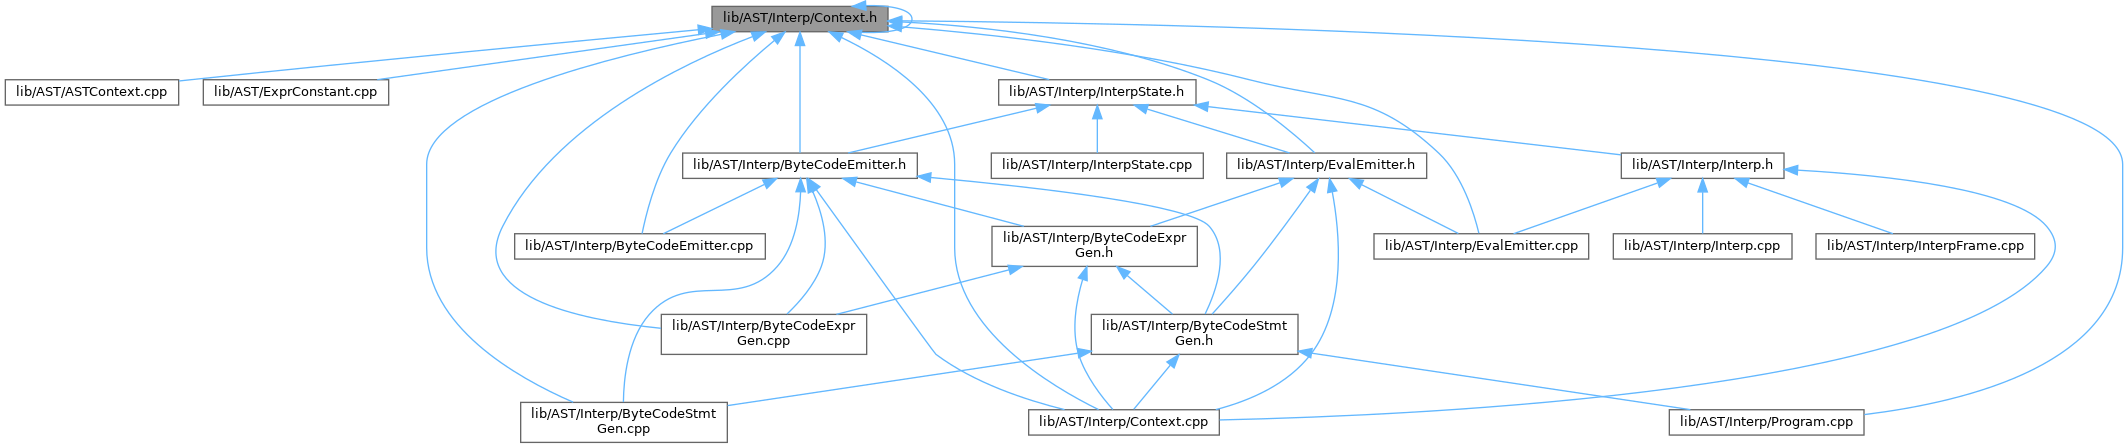 lib/AST/Interp/Context.h
lib/AST/ASTContext.cpp
lib/AST/ExprConstant.cpp
lib/AST/Interp/InterpState.h
lib/AST/Interp/ByteCodeEmitter.h
lib/AST/Interp/InterpState.cpp
lib/AST/Interp/EvalEmitter.h
lib/AST/Interp/Interp.h
lib/AST/Interp/ByteCodeEmitter.cpp
lib/AST/Interp/ByteCodeExpr
Gen.h
lib/AST/Interp/EvalEmitter.cpp
lib/AST/Interp/Interp.cpp
lib/AST/Interp/InterpFrame.cpp
lib/AST/Interp/ByteCodeExpr
Gen.cpp
lib/AST/Interp/ByteCodeStmt
Gen.h
lib/AST/Interp/ByteCodeStmt
Gen.cpp
lib/AST/Interp/Context.cpp
lib/AST/Interp/Program.cpp